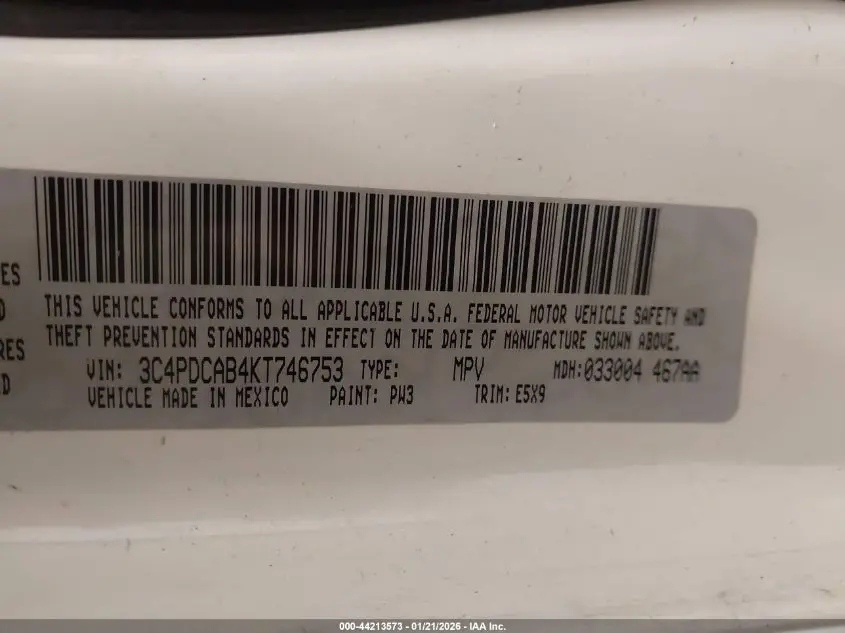 ES
THIS VEHICLE CONFORMS TO ALL APPLICABLE U.S.A. FEDERAL MOTOR VEHICLE SAFETY AND
THEFT PREVENTION STANDARDS IN EFFECT ON THE DATE OF MANUFACTURE SHOWN ABOVE.
RES
VIN: 3C4PDCAB4KT746753 TYPE: MPV MDH:033004 467AA
D
VEHICLE MADE IN MEXICO PAINT: PW3 TRIM: E5X9
000-44213573 - 01/21/2026 - IAA Inc.